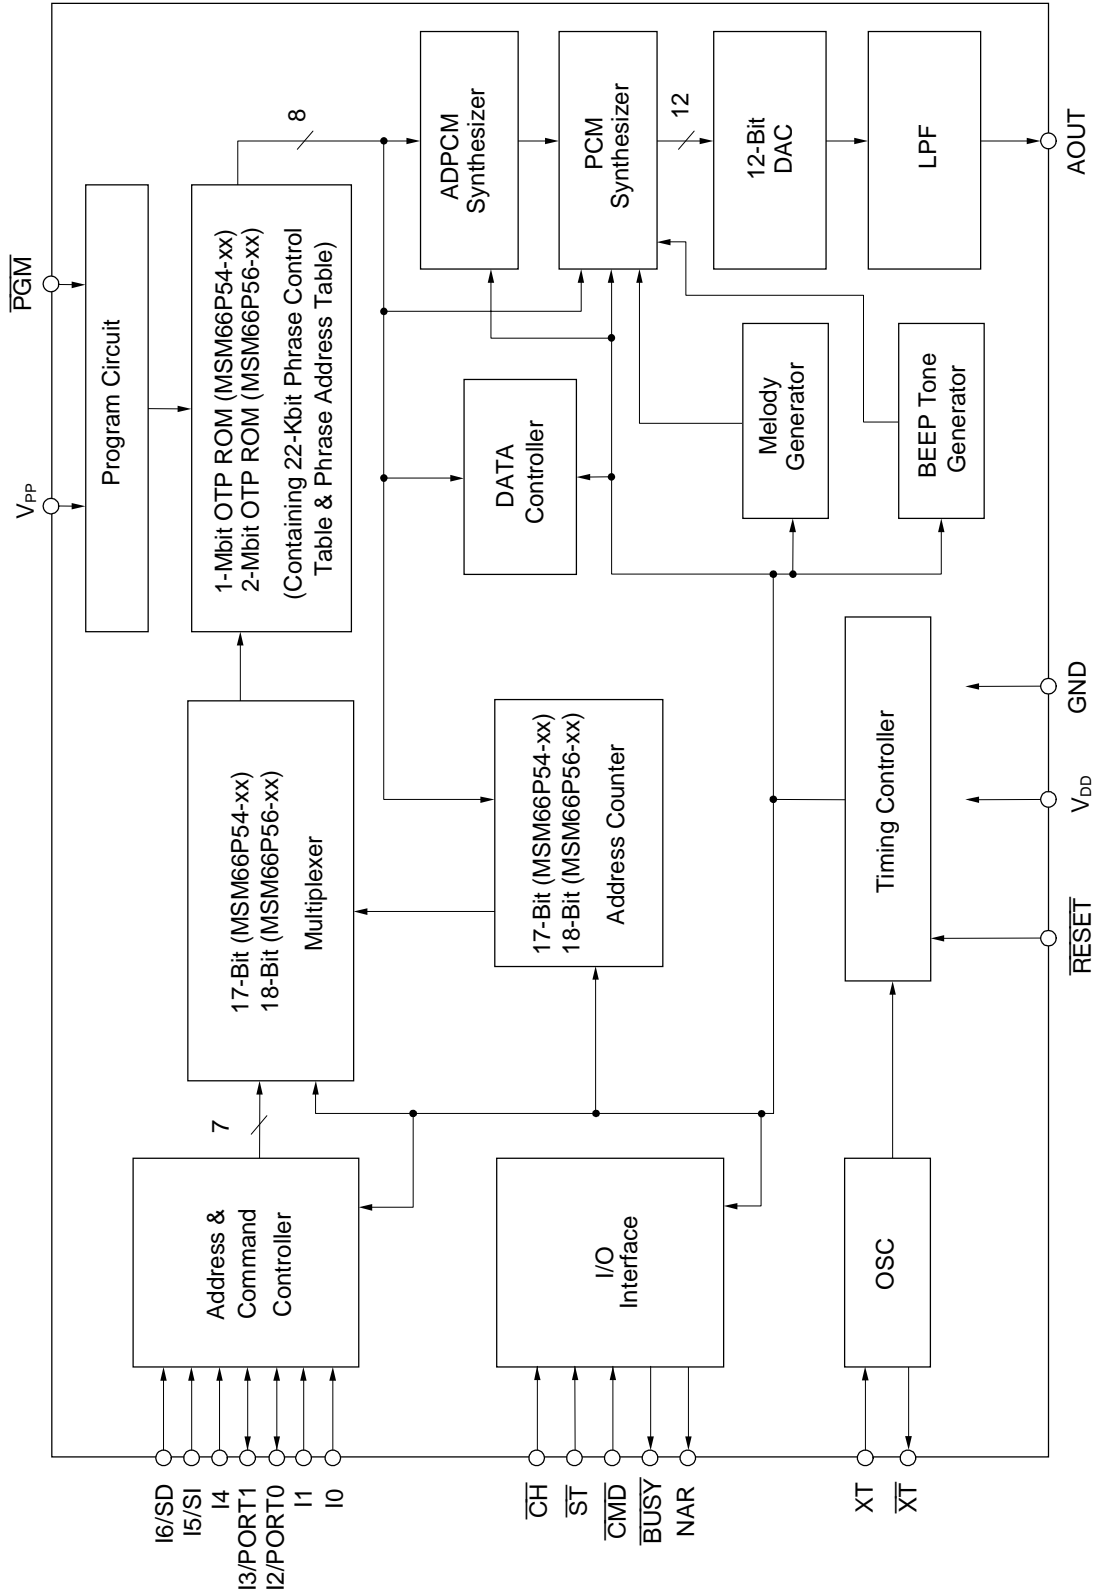 V_PP
PGM
Program Circuit
1-Mbit OTP ROM (MSM66P54-xx)
2-Mbit OTP ROM (MSM66P56-xx)
(Containing 22-Kbit Phrase Control
Table & Phrase Address Table)
8
17-Bit (MSM66P54-xx)
18-Bit (MSM66P56-xx)
Multiplexer
7
Address &
Command
Controller
I6/SD
I5/SI
I4
I3/PORT1
I2/PORT0
I1
I0
17-Bit (MSM66P54-xx)
18-Bit (MSM66P56-xx)
Address Counter
DATA
Controller
ADPCM
Synthesizer
PCM
Synthesizer
12
12-Bit
DAC
LPF
AOUT
I/O
Interface
CH
ST
CMD
BUSY
NAR
Melody
Generator
BEEP Tone
Generator
OSC
XT
XT
Timing Controller
RESET
V_DD
GND